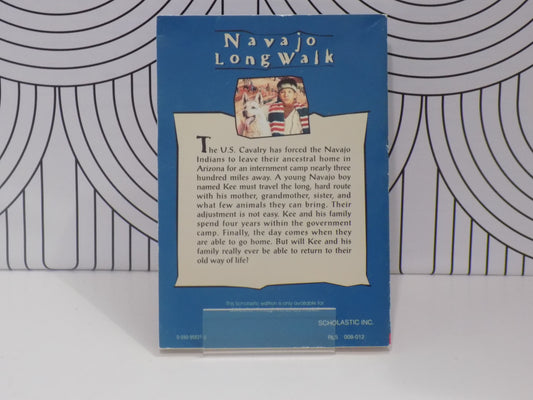 Navajo
Long Walk
The U.S. Cavalry has forced the Navajo
Indians to leave their ancestral home in
Arizona for an internment camp nearly three
hundred miles away. A young Navajo boy
named Kee must travel the long, hard route
with his mother, grandmother, sister, and
what few animals they can bring. Their
adjustment is not easy. Kee and his family
spend four years within the government
camp. Finally, the day comes when they
are able to go home. But will Kee and his
family really ever be able to return to their
old way of life?
This Scholastic edition is only available for
SCHOLASTIC INC.
008-012